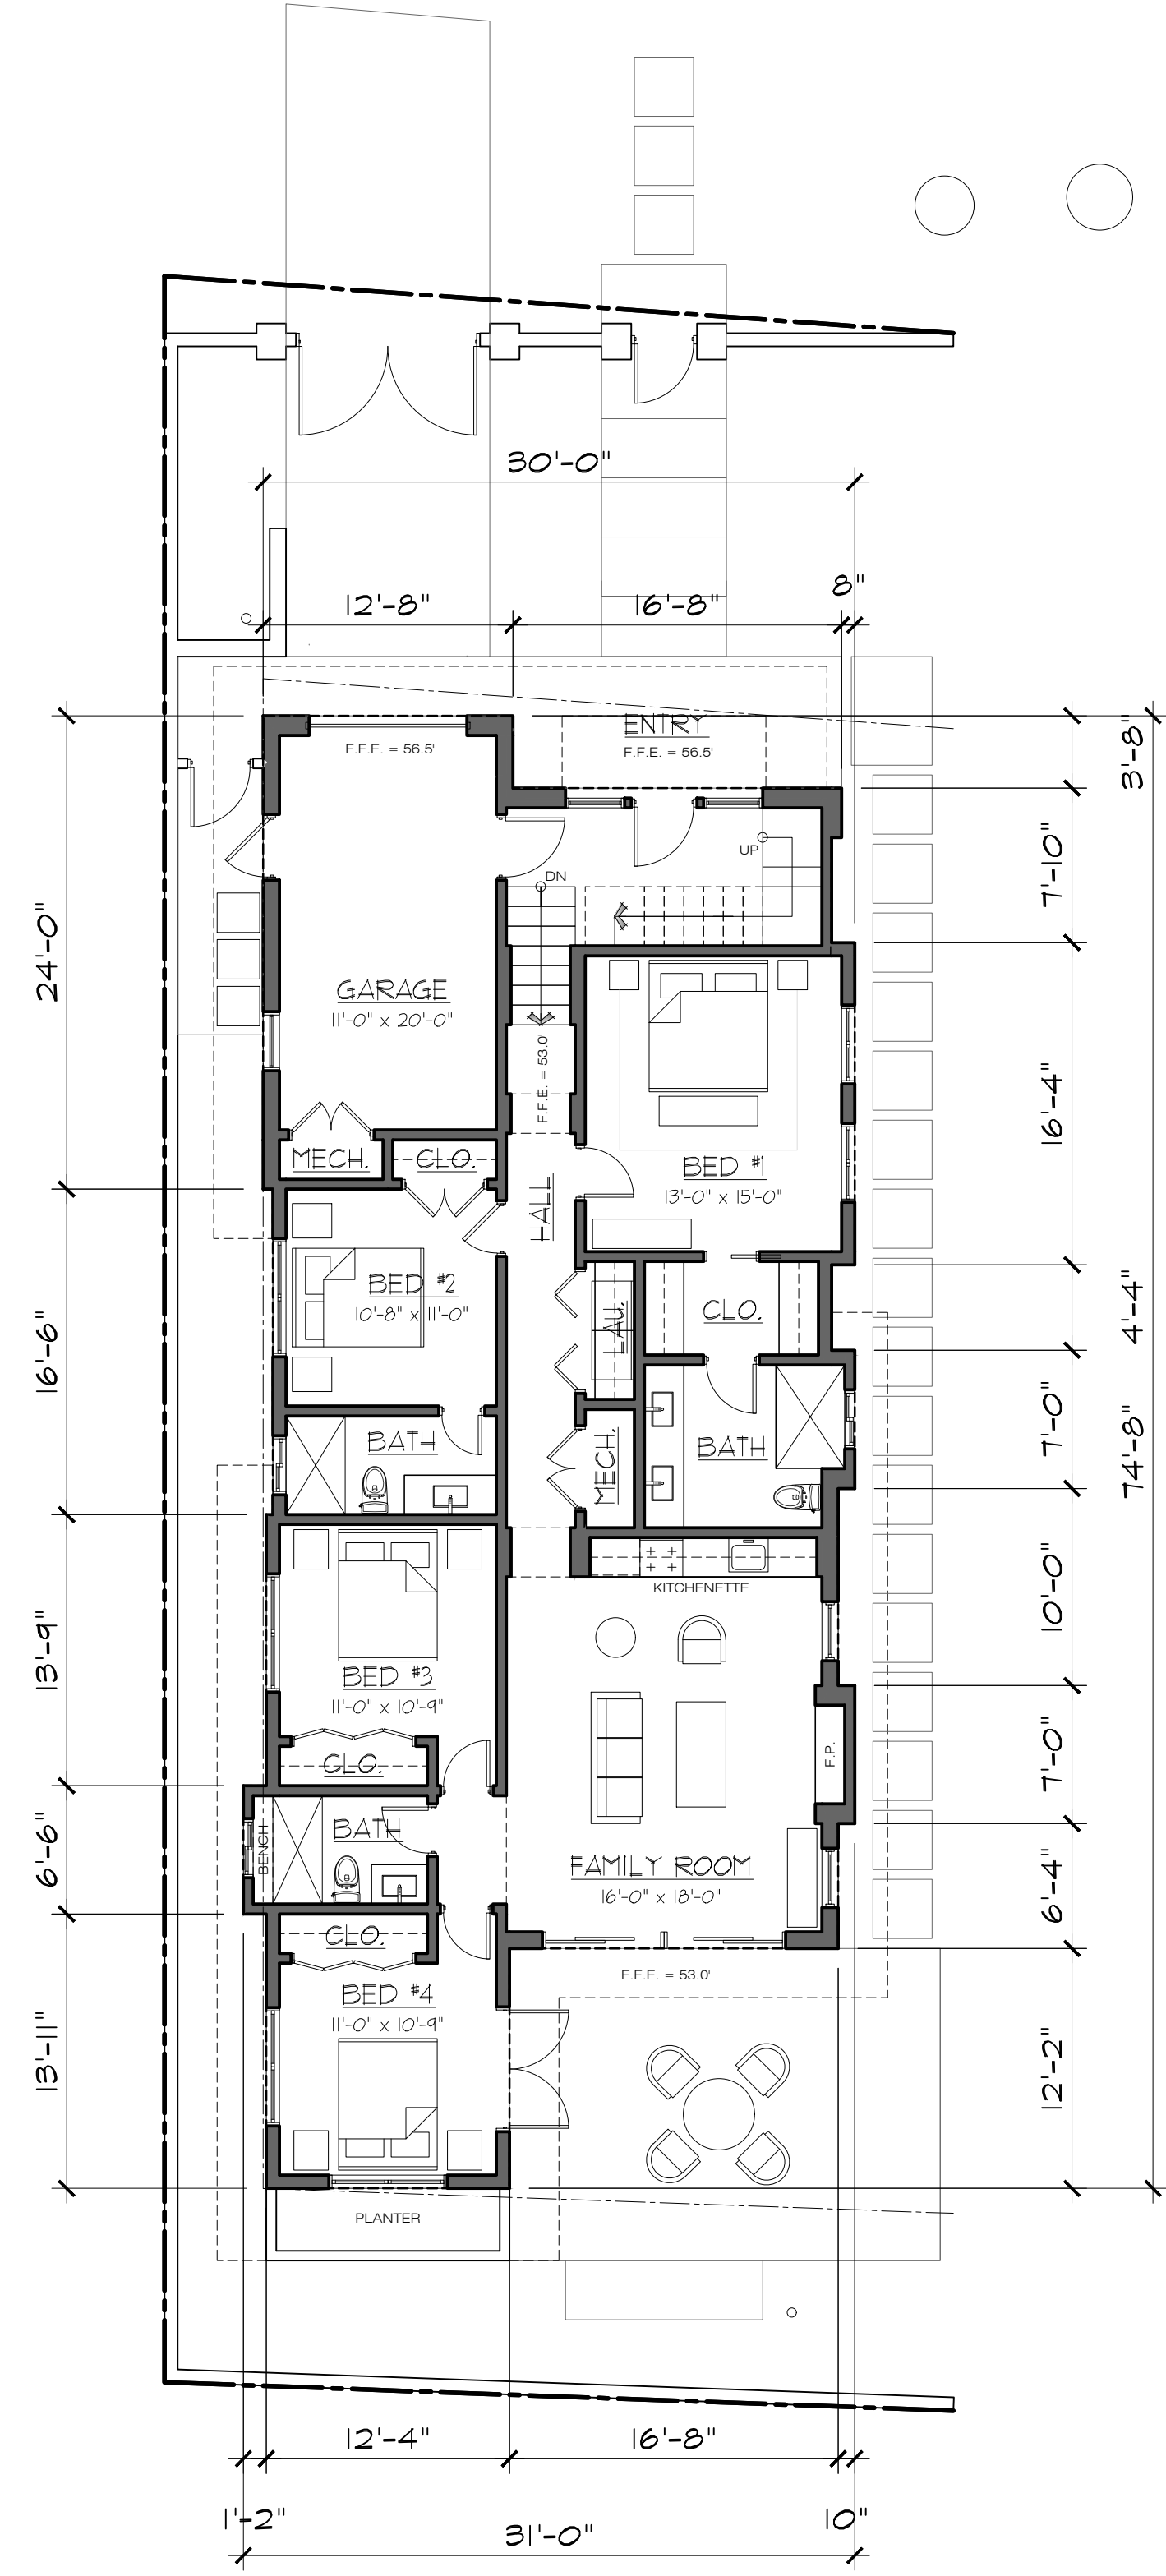 30'-0"
12'-8"
16'-8"
8"
ENTRY
F.F.E. = 56.5'
F.F.E. = 56.5'
3'-8"
UP
7'-10"
DN
24'-0"
GARAGE
11'-0" x 20'-0"
F.F.E. = 53.0'
16'-4"
MECH.
CLO.
BED #1
13'-0" x 15'-0"
HALL
BED #2
10'-8" x 11'-0"
LAU.
CLO.
4'-4"
16'-6"
BATH
MECH.
BATH
7'-0"
74'-8"
KITCHENETTE
10'-0"
13'-9"
BED #3
11'-0" x 10'-9"
CLO.
F.P.
7'-0"
BENCH
BATH
6'-6"
FAMILY ROOM
16'-0" x 18'-0"
6'-4"
CLO.
F.F.E. = 53.0'
BED #4
11'-0" x 10'-9"
13'-11"
12'-2"
PLANTER
12'-4"
16'-8"
1'-2"
10"
31'-0"